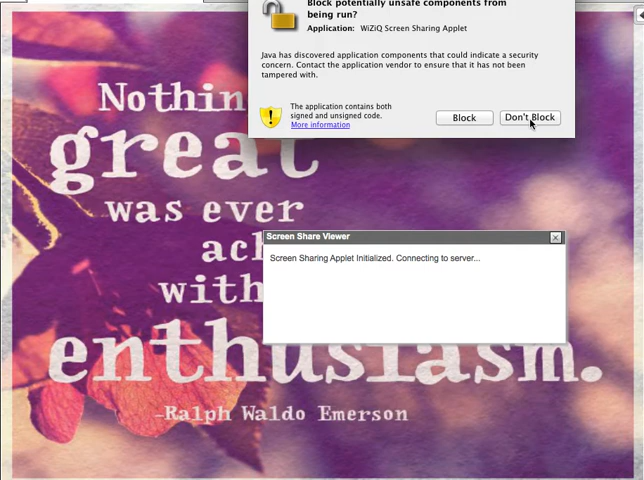 Block potentially unsafe components from
being run?
Application: WiZiQ Screen Sharing Applet
Java has discovered application components that could indicate a security
concern. Contact the application vendor to ensure that it has not been
tampered with.
The application contains both
signed and unsigned code.
More information
Block
Don't Block
Nothin
great
was ever
ac
with
enthusiasm.
-Ralph Waldo Emerson
Screen Share Viewer
Screen Sharing Applet Initialized. Connecting to server...